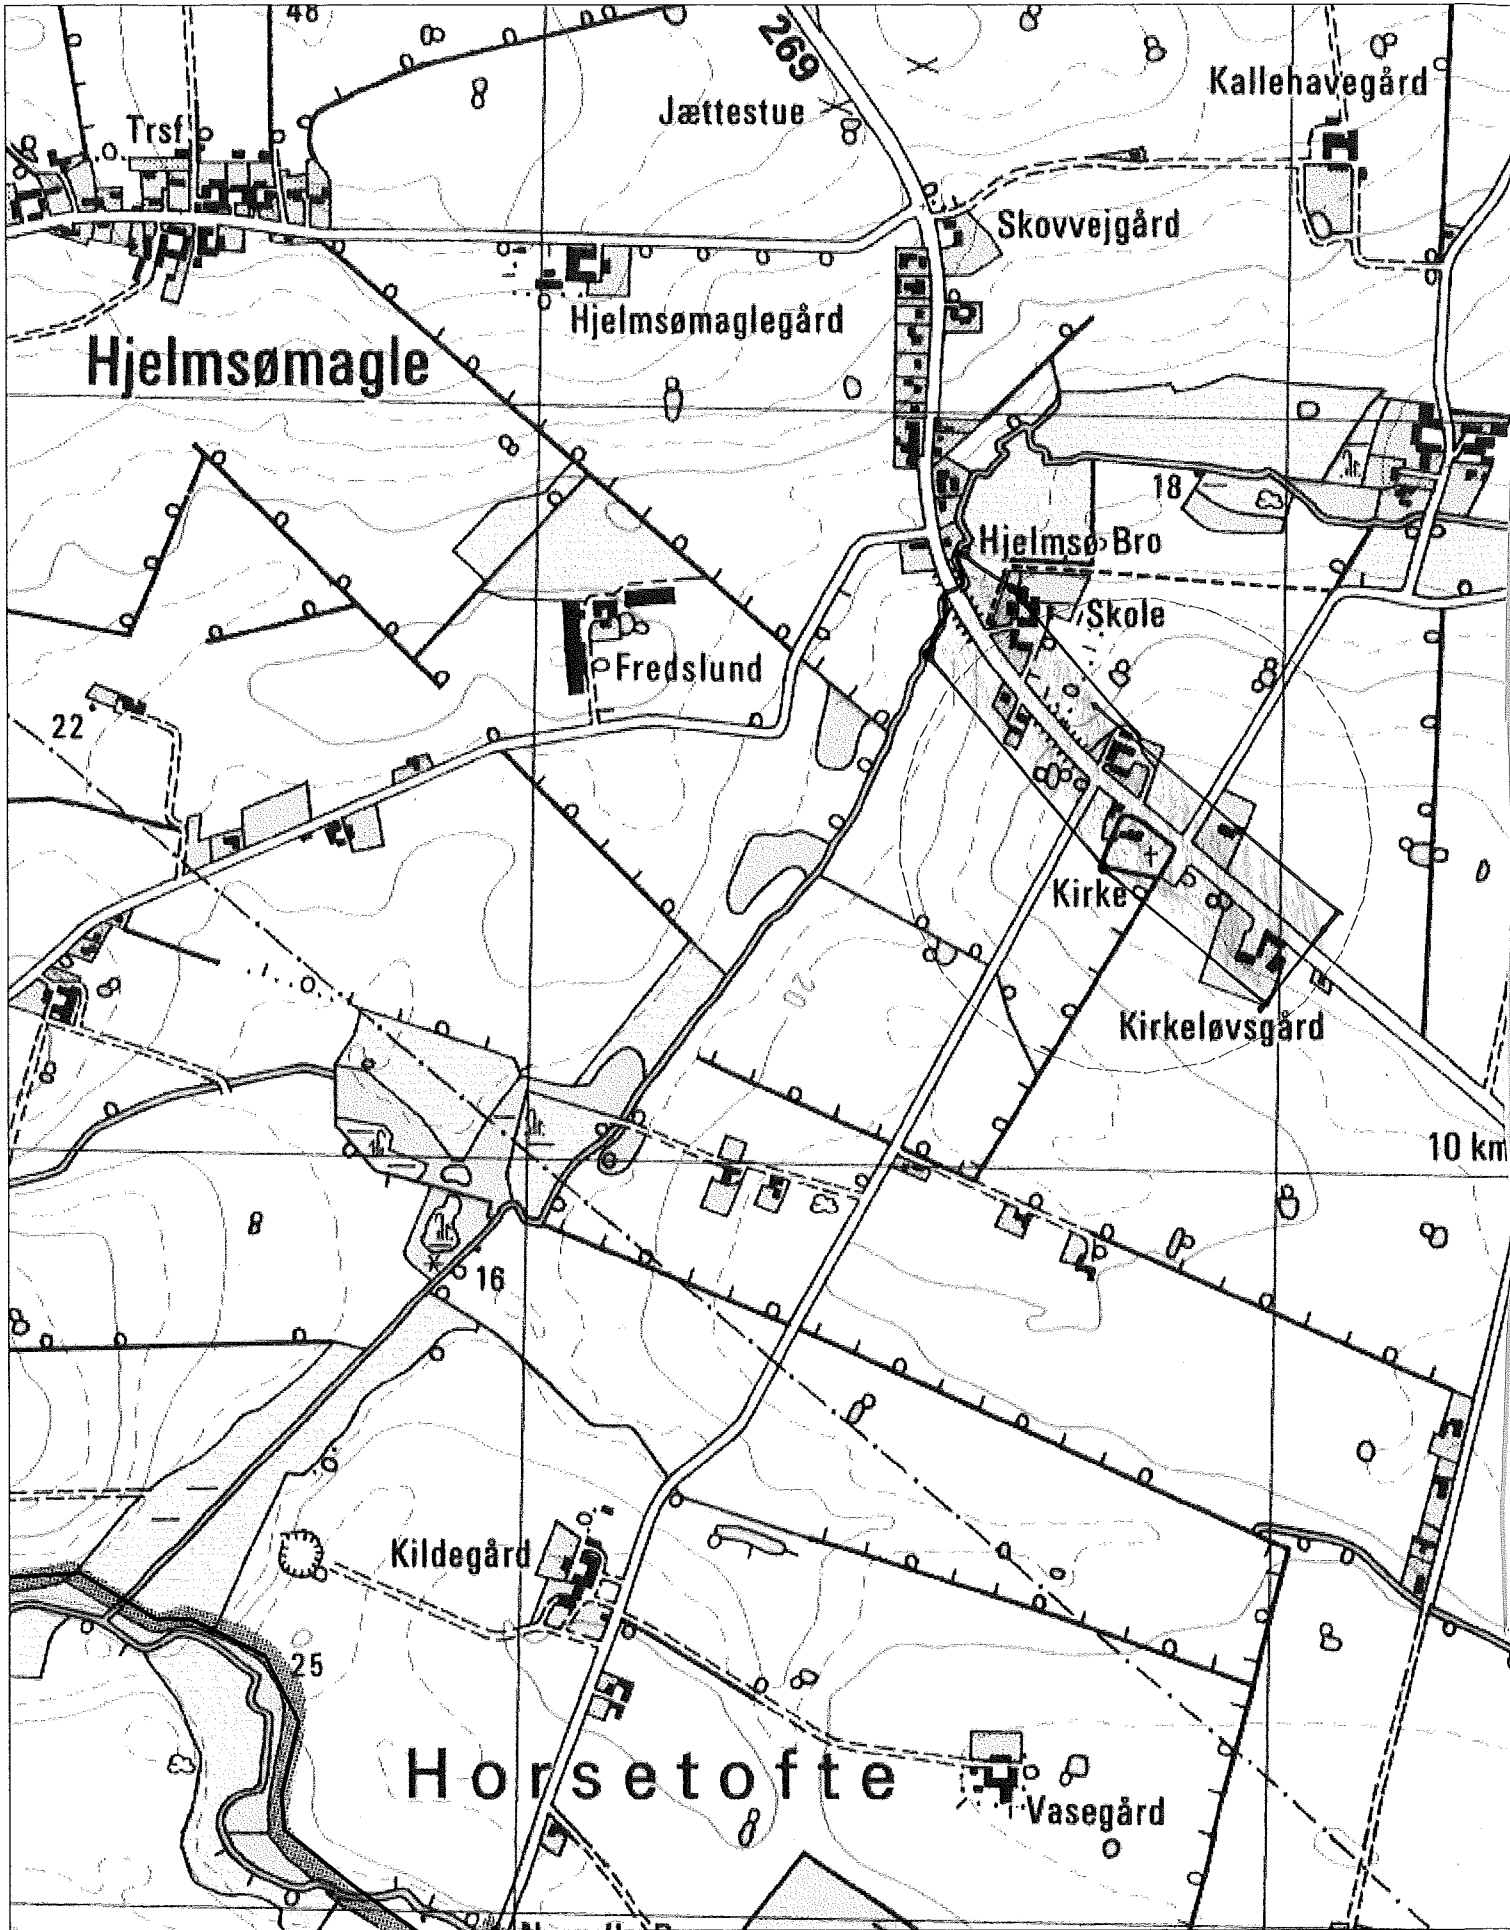 48
269
Kallehavegård
Jættestue
Trsf
Skovvejgård
Hjelmsømaglegård
Hjelmsømagle
18
Hjelmsø Bro
Skole
Fredslund
22
Kirke
20
Kirkeløvsgård
10 km
16
Kildegård
25
Horsetofte
Vasegård